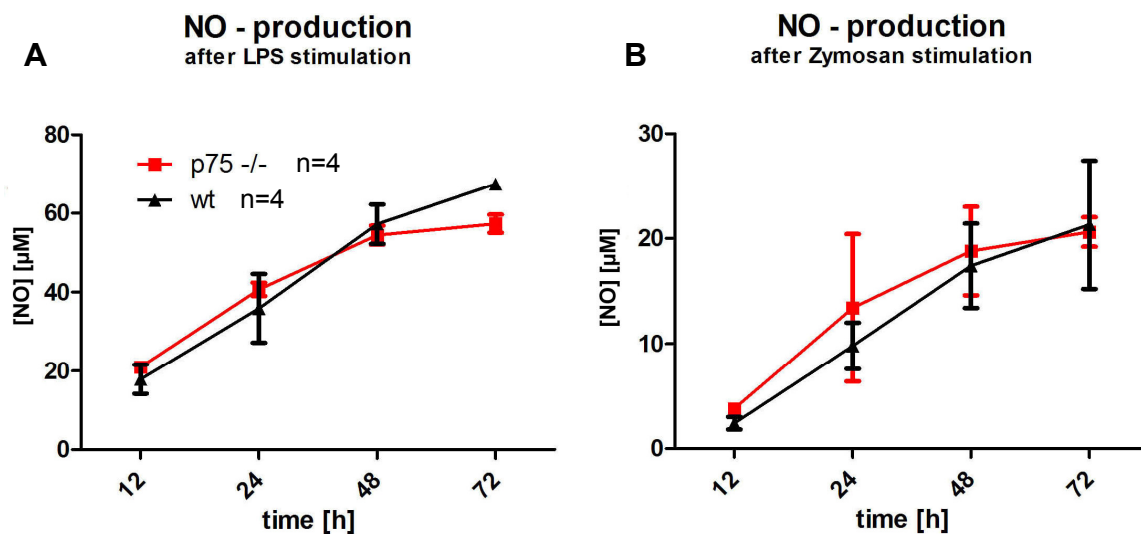 A
NO - production
after LPS stimulation
80
60
40
20
0
[NO] [µM]
p75 -/- n=4
wt n=4
12
24
48
72
time [h]
B
NO - production
after Zymosan stimulation
30
20
10
0
[NO] [µM]
12
24
48
72
time [h]